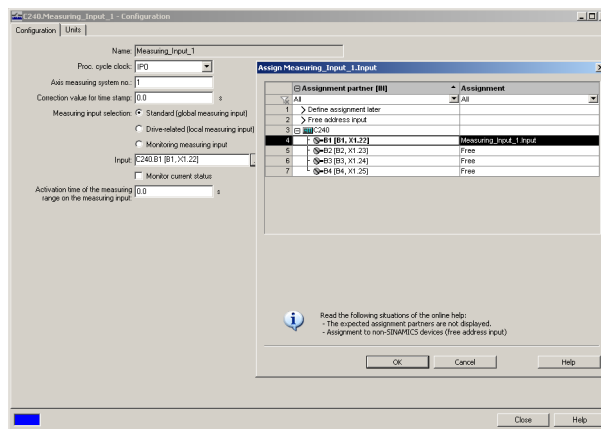 C240.Measuring_Input_1 - Configuration
Configuration Units
Name: Measuring_Input_1
Proc. cycle clock: IPO
Axis measuring system no.: 1
Correction value for time stamp: 0.0 s
Measuring input selection: Standard (global measuring input)
Drive-related (local measuring input)
Monitoring measuring input
Input: C240.B1 [B1, X1.22]
Monitor current status
Activation time of the measuring range on the measuring input: 0.0 s
Assign Measuring_Input_1.Input
Assignment partner [BI] Assignment
All All
1 Define assignment later
2 Free address input
3 C240
4 B1 [B1, X1.22] Measuring_Input_1.Input
5 B2 [B2, X1.23] Free
6 B3 [B3, X1.24] Free
7 B4 [B4, X1.25] Free
Read the following situations of the online help:
- The expected assignment partners are not displayed.
- Assignment to non-SINAMICS devices (free address input)
OK Cancel Help
Close Help